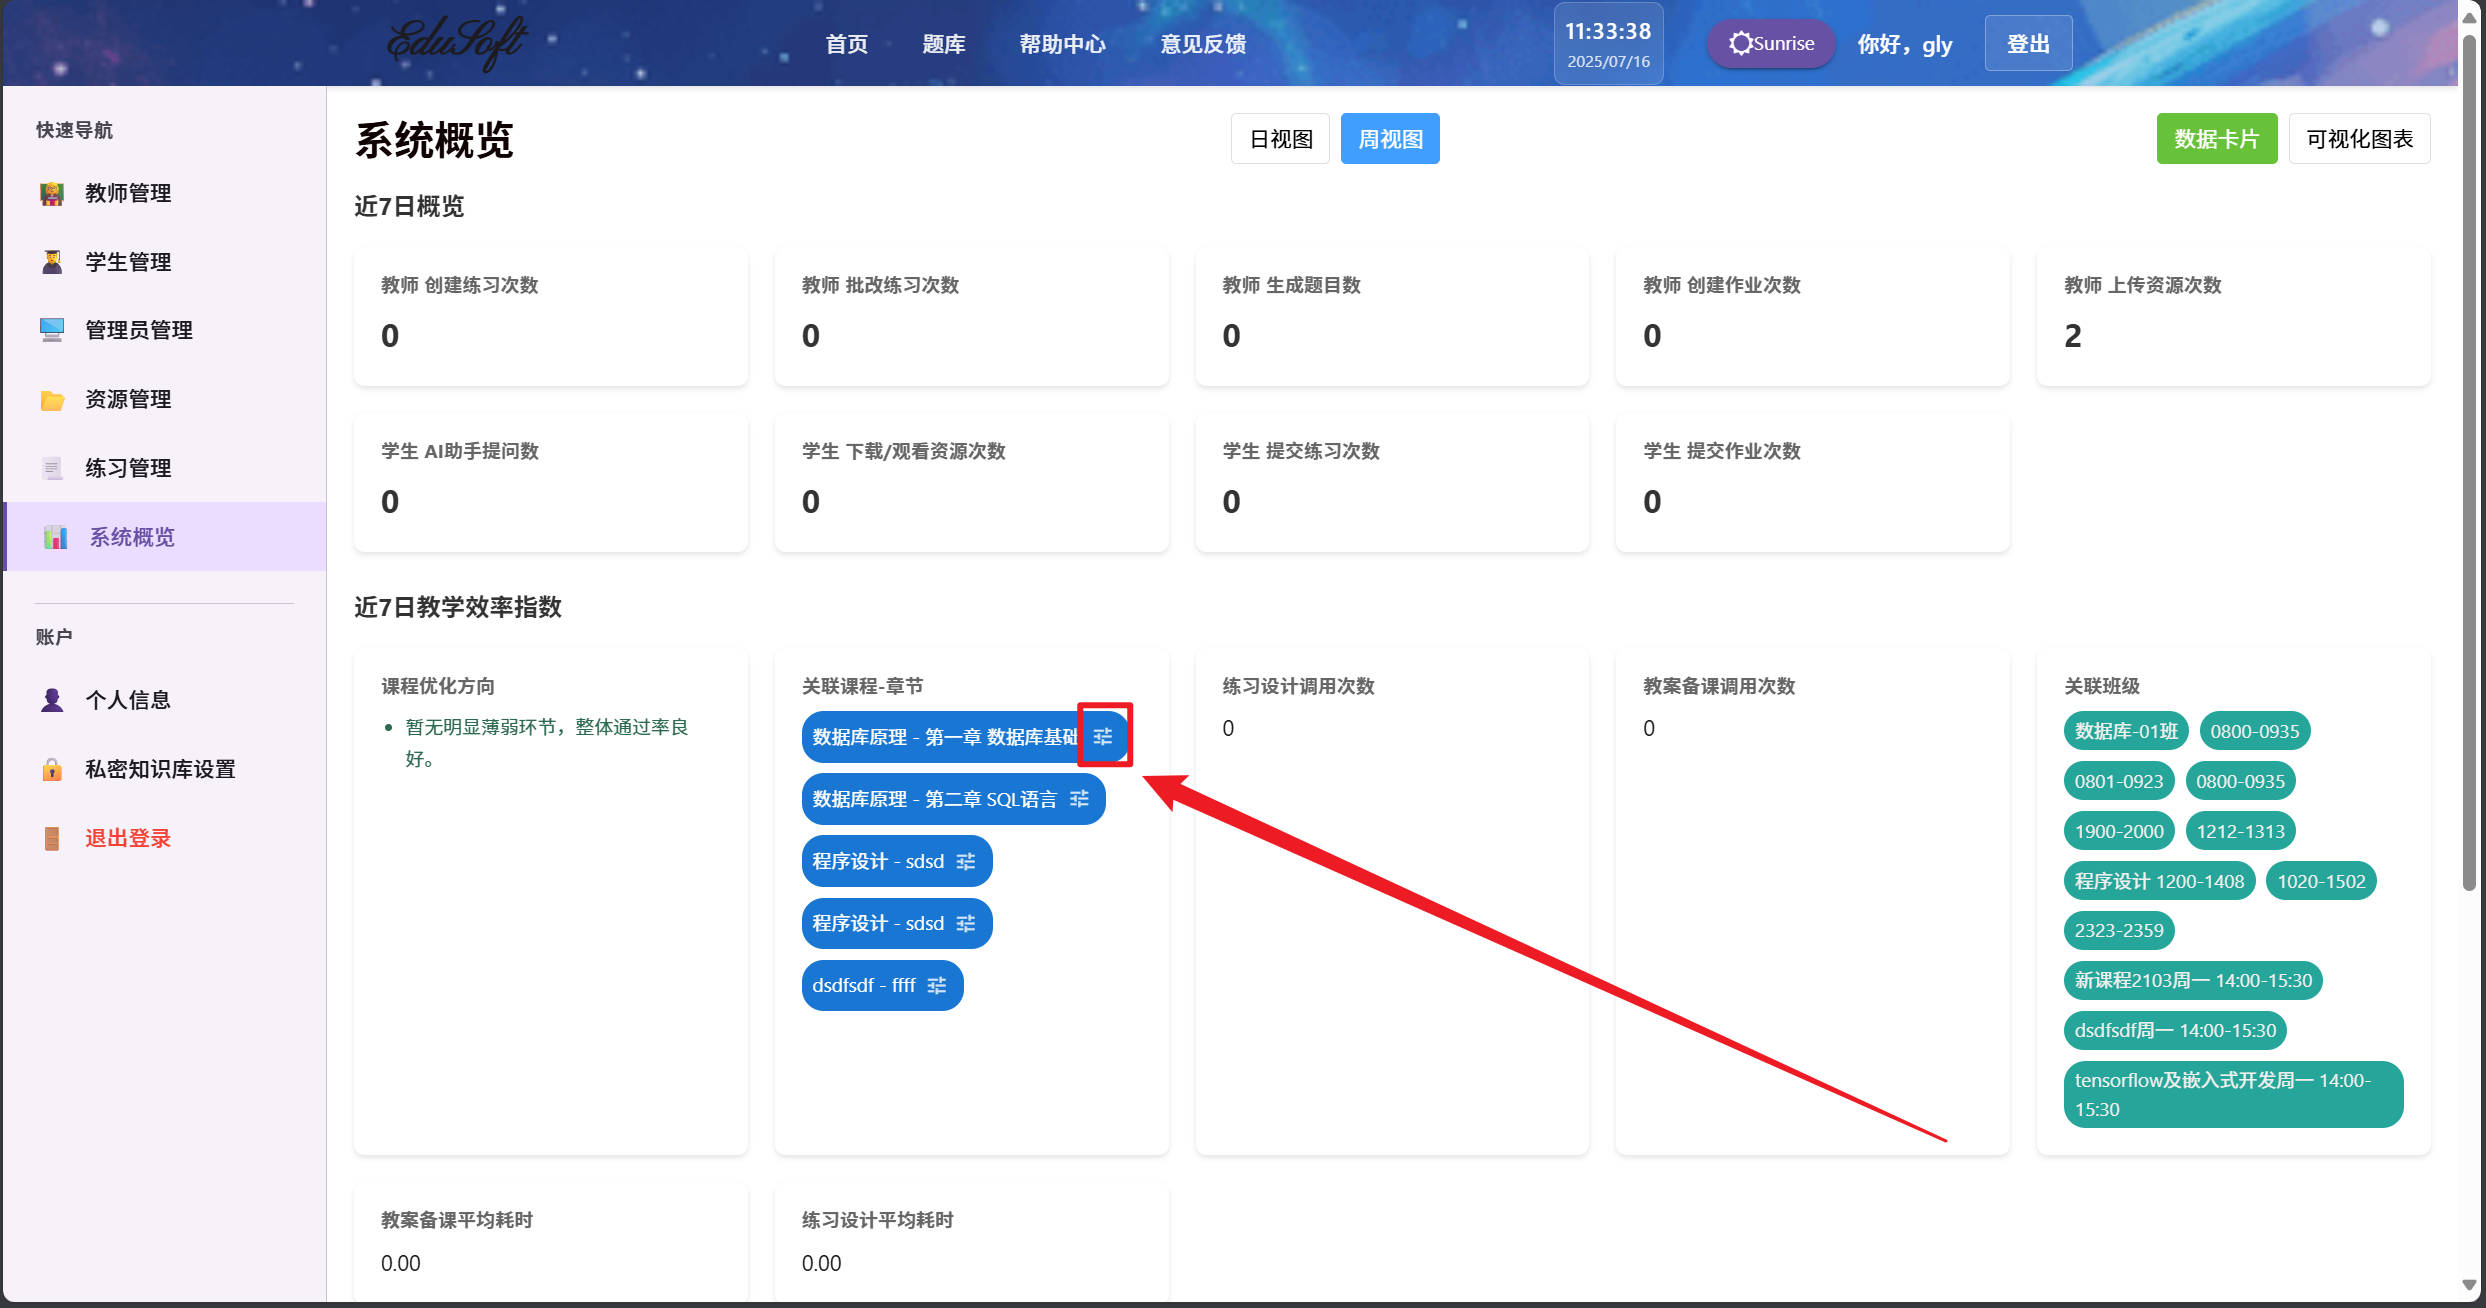 EduSoft
首页
题库
帮助中心
意见反馈
11:33:38
2025/07/16
Sunrise
你好，gly
登出
快速导航
教师管理
学生管理
管理员管理
资源管理
练习管理
系统概览
账户
个人信息
私密知识库设置
退出登录
系统概览
日视图
周视图
数据卡片
可视化图表
近7日概览
教师 创建练习次数
0
教师 批改练习次数
0
教师 生成题目数
0
教师 创建作业次数
0
教师 上传资源次数
2
学生 AI助手提问数
0
学生 下载/观看资源次数
0
学生 提交练习次数
0
学生 提交作业次数
0
近7日教学效率指数
课程优化方向
暂无明显薄弱环节，整体通过率良
好。
关联课程-章节
数据库原理 - 第一章 数据库基础
数据库原理 - 第二章 SQL语言
程序设计 - sdsd
程序设计 - sdsd
dsdfsdf - ffff
练习设计调用次数
0
教案备课调用次数
0
关联班级
数据库-01班
0800-0935
0801-0923
0800-0935
1900-2000
1212-1313
程序设计 1200-1408
1020-1502
2323-2359
新课程2103周一 14:00-15:30
dsdfsdf周一 14:00-15:30
tensorflow及嵌入式开发周一 14:00-
15:30
教案备课平均耗时
0.00
练习设计平均耗时
0.00